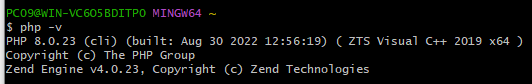 PC09@WIN-VC6O5BDITPO MINGW64 ~
$ php -v
PHP 8.0.23 (cli) (built: Aug 30 2022 12:56:19) ( ZTS Visual C++ 2019 x64 )
Copyright (c) The PHP Group
Zend Engine v4.0.23, Copyright (c) Zend Technologies